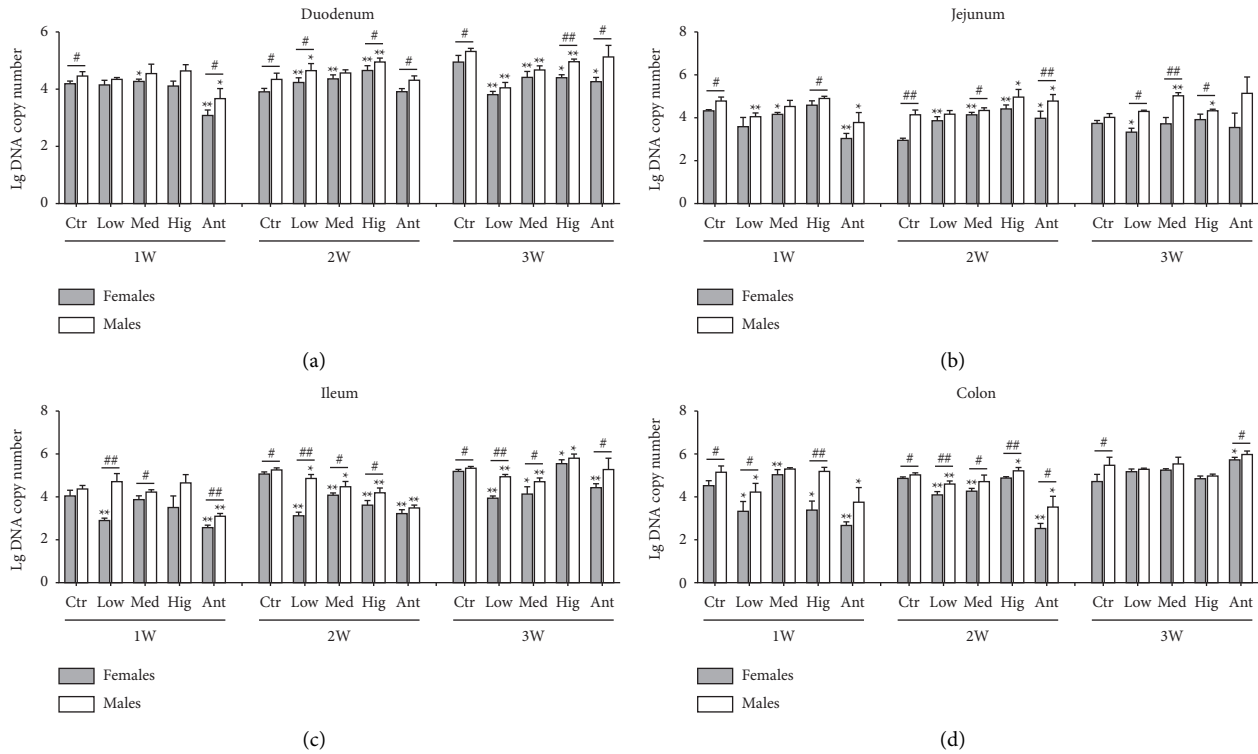 Duodenum
Lg DNA copy number
6
4
2
0
# # # # # # # ## #
* ** * ** * ** ** ** ** ** ** ** * ** *
Ctr Low Med Hig Ant Ctr Low Med Hig Ant Ctr Low Med Hig Ant
1W 2W 3W
Females
Males
(a)
Jejunum
Lg DNA copy number
8
6
4
2
0
# # ## # ## # ## #
** * ** * ** ** ** * * * * ** *
Ctr Low Med Hig Ant Ctr Low Med Hig Ant Ctr Low Med Hig Ant
1W 2W 3W
Females
Males
(b)
Ileum
Lg DNA copy number
8
6
4
2
0
## # ## # ## # # # ## # #
** ** ** ** * ** * ** ** ** ** ** ** * ** * * **
Ctr Low Med Hig Ant Ctr Low Med Hig Ant Ctr Low Med Hig Ant
1W 2W 3W
Females
Males
(c)
Colon
Lg DNA copy number
8
6
4
2
0
# # ## # ## # ## # # #
* * ** * ** * ** ** ** * ** * *
Ctr Low Med Hig Ant Ctr Low Med Hig Ant Ctr Low Med Hig Ant
1W 2W 3W
Females
Males
(d)